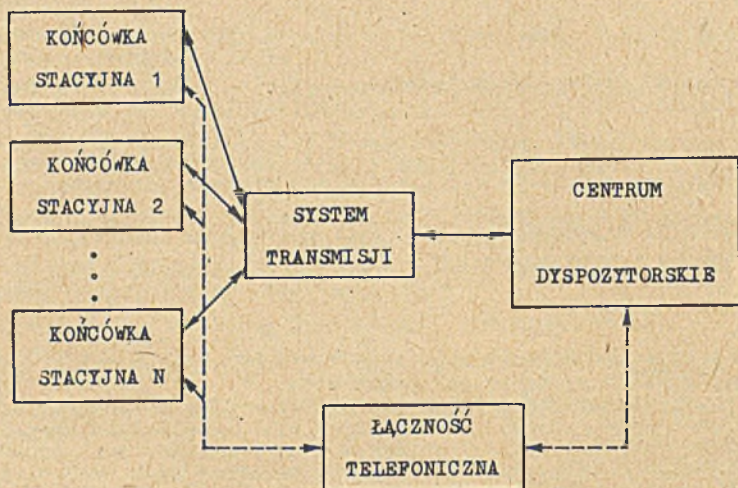 KOŃCÓWKA
STACYJNA 1
KOŃCÓWKA
STACYJNA 2
KOŃCÓWKA
STACYJNA N
SYSTEM
TRANSMISJI
CENTRUM
DYSPOZYTORSKIE
ŁĄCZNOŚĆ
TELEFONICZNA